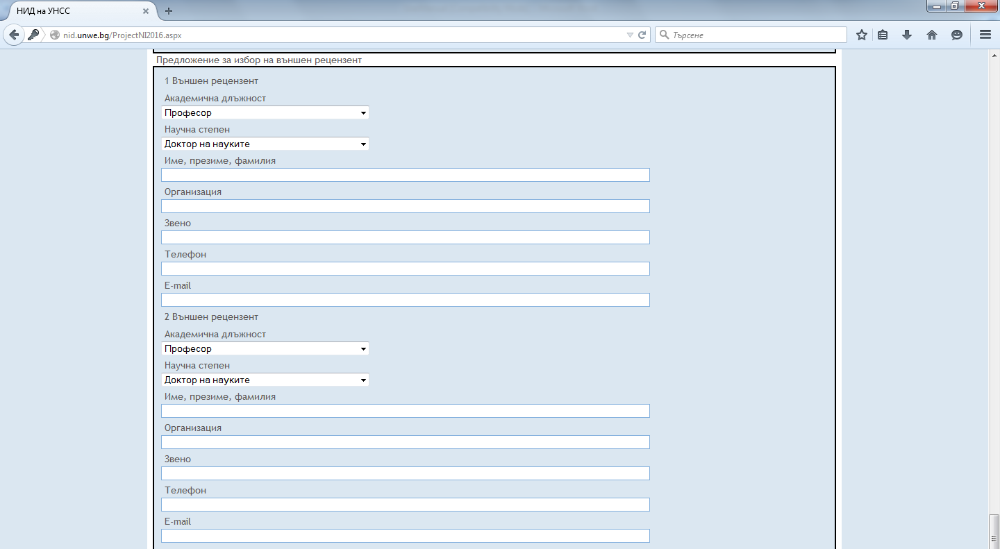 НИД на УНСС
nid.unwe.bg/ProjectNI2016.aspx
Търсене
Предложение за избор на външен рецензент
1 Външен рецензент
Академична длъжност
Професор
Научна степен
Доктор на науките
Име, презиме, фамилия
Организация
Звено
Телефон
E-mail
2 Външен рецензент
Академична длъжност
Професор
Научна степен
Доктор на науките
Име, презиме, фамилия
Организация
Звено
Телефон
E-mail